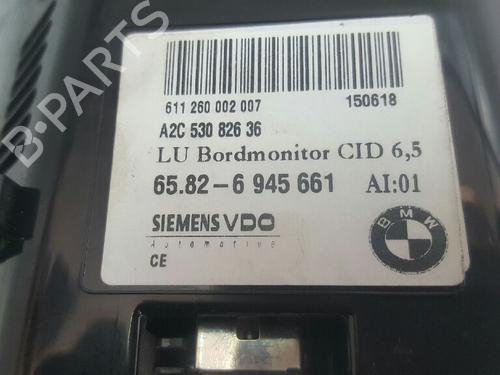 B-PARTS
611 260 002 007 150618
A2C 530 826 36
LU Bordmonitor CID 6,5
65.82-6 945 661 AI:01
SIEMENS VDO
Automotive
CE
BMW